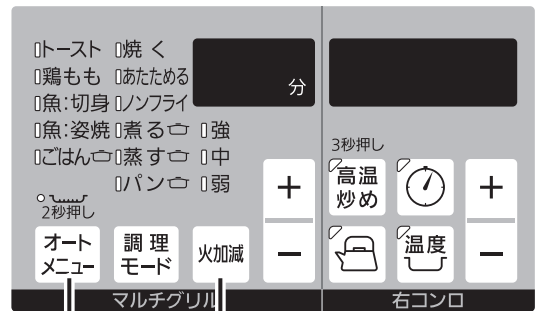 トースト 焼く
鶏もも あたためる
魚:切身 ノンフライ
分
魚:姿焼 煮る 強
ごはん 蒸す 中
パン 弱
2秒押し
オートメニュー
調理モード
火加減
+
−
マルチグリル
3秒押し
高温炒め
温度
+
−
右コンロ